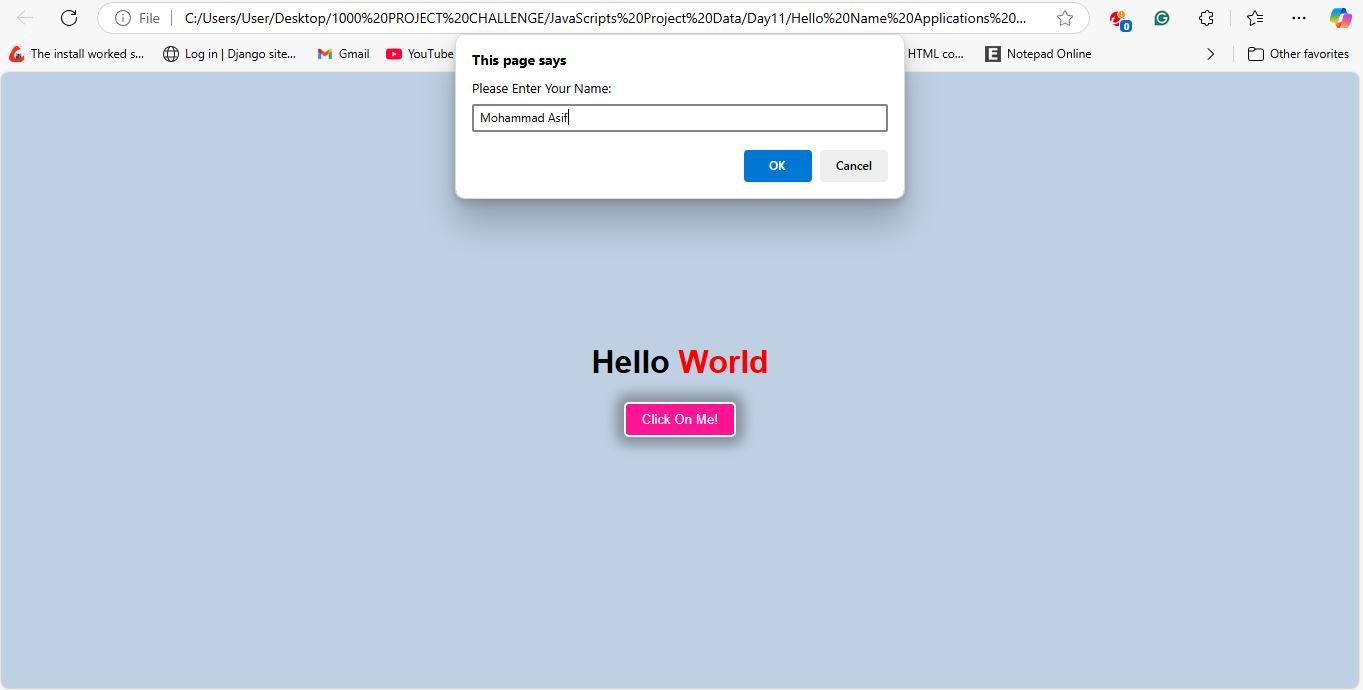 File C:/Users/User/Desktop/1000%20PROJECT%20CHALLENGE/JavaScripts%20Project%20Data/Day11/Hello%20Name%20Applications%20...
0
The install worked s... Log in | Django site... Gmail YouTube HTML co... Notepad Online Other favorites
This page says
Please Enter Your Name:
Mohammad Asif
OK Cancel
Hello World
Click On Me!